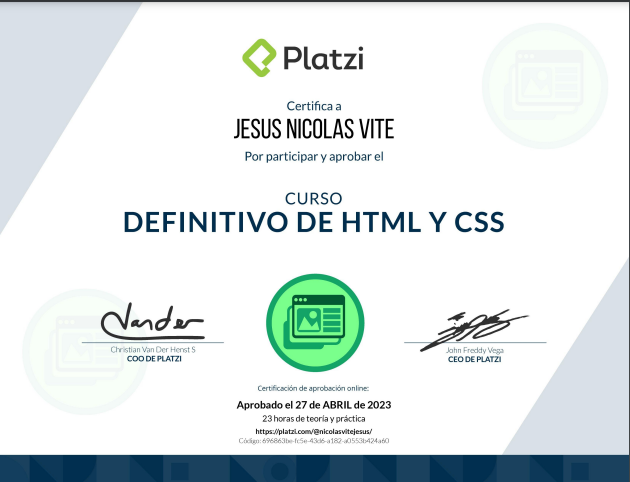 Platzi
Certifica a
JESUS NICOLAS VITE
Por participar y aprobar el
CURSO
DEFINITIVO DE HTML Y CSS
Vander
Christian Van Der Henst S
COO DE PLATZI
John Freddy Vega
CEO DE PLATZI
Certificación de aprobación online:
Aprobado el 27 de ABRIL de 2023
23 horas de teoría y práctica
https://platzi.com/@nicolasvitejesus/
Código: 696863be-fc5e-43d6-a182-a0553b424a60